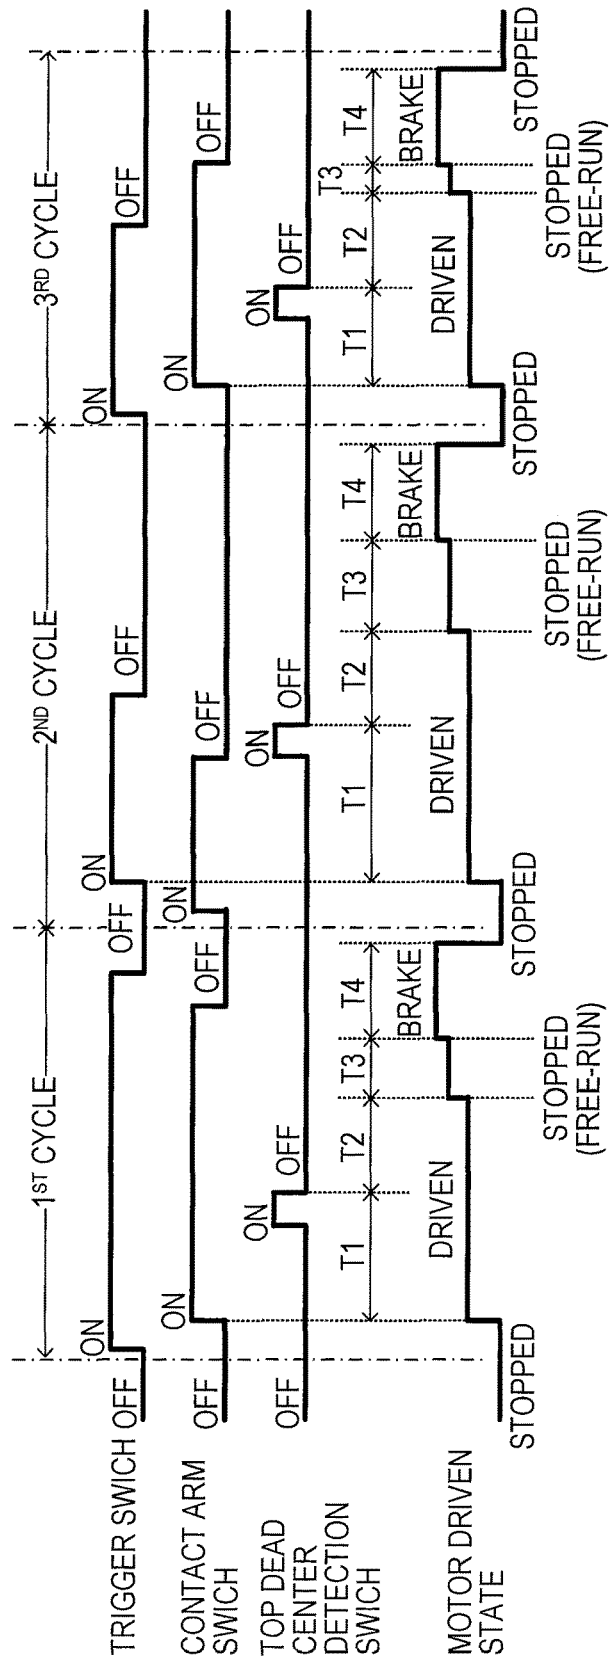 1ST CYCLE
2ND CYCLE
3RD CYCLE
TRIGGER SWICH
OFF
ON
OFF
ON
OFF
ON
OFF
CONTACT ARM
SWICH
OFF
ON
OFF
ON
OFF
ON
OFF
TOP DEAD
CENTER
DETECTION
SWICH
OFF
ON
OFF
ON
OFF
ON
OFF
T1
T2
T3
T4
T1
T2
T3
T4
T1
T2
T3
T4
MOTOR DRIVEN
STATE
DRIVEN
BRAKE
DRIVEN
BRAKE
DRIVEN
BRAKE
STOPPED
STOPPED
STOPPED
STOPPED
STOPPED
(FREE-RUN)
STOPPED
(FREE-RUN)
STOPPED
(FREE-RUN)